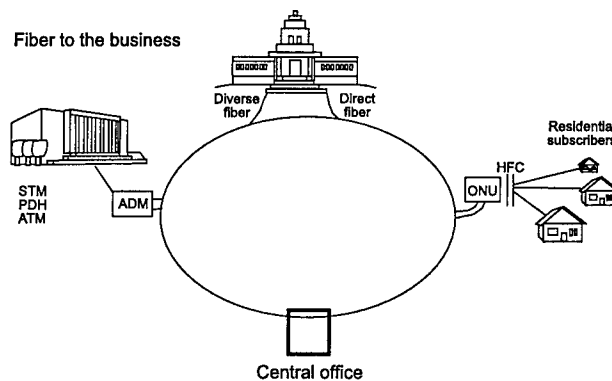 Fiber to the business
Diverse
fiber
Direct
fiber
Residential
subscribers
HFC
ONU
STM
PDH
ATM
ADM
Central office